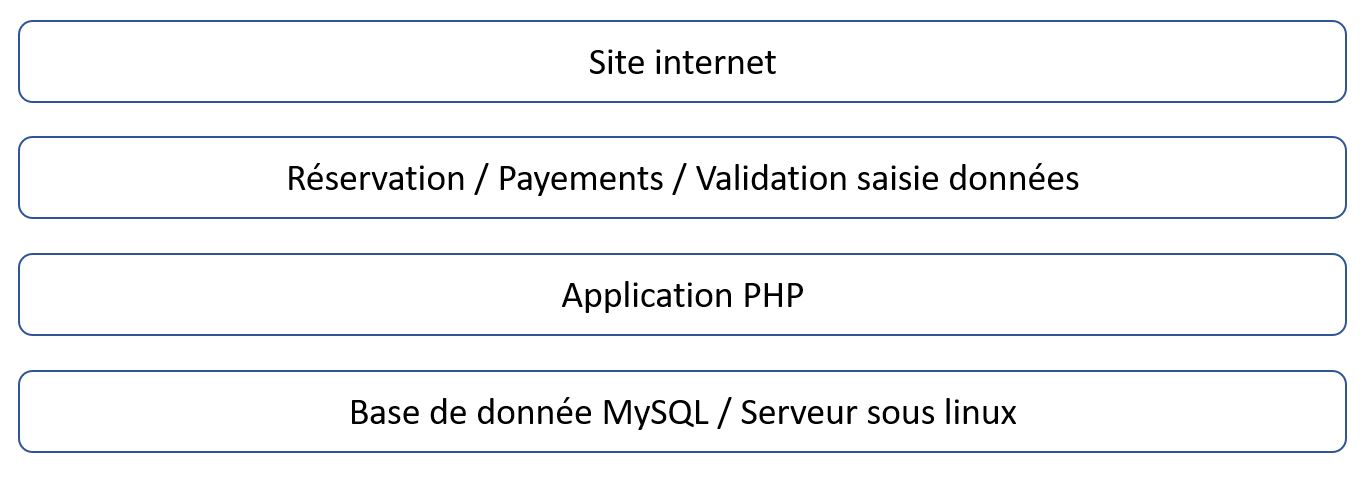 Site internet
Réservation / Payements / Validation saisie données
Application PHP
Base de donnée MySQL / Serveur sous linux